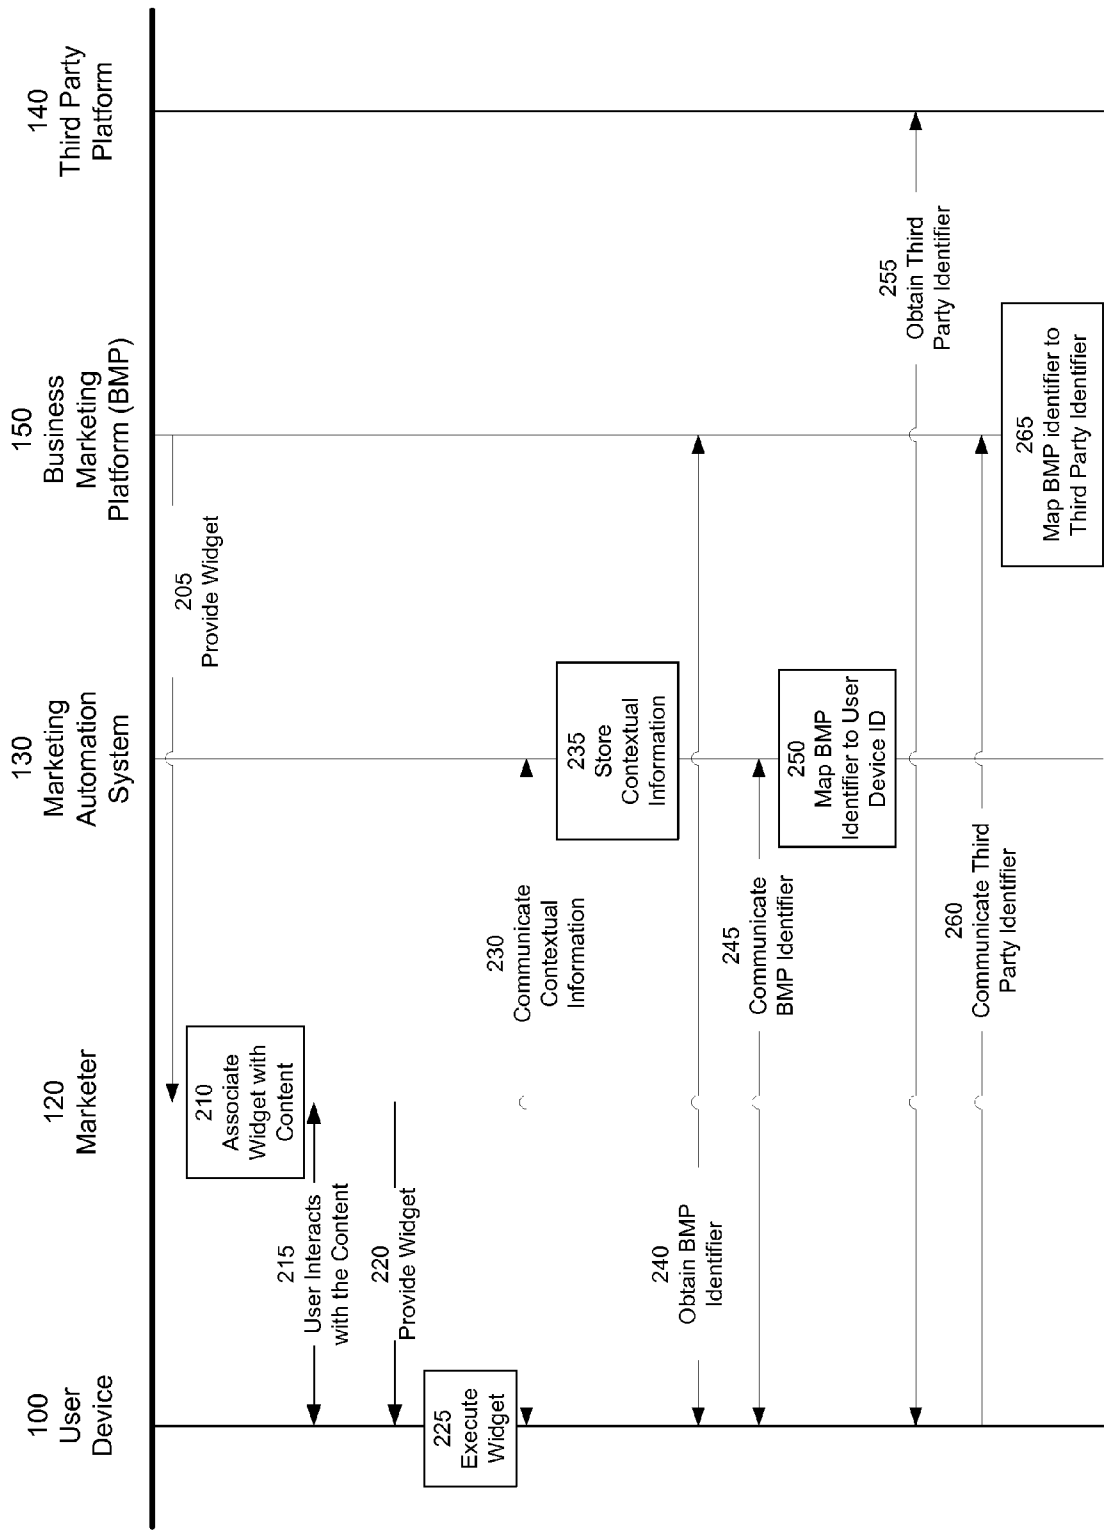 100
User
Device
120
Marketer
130
Marketing
Automation
System
150
Business
Marketing
Platform (BMP)
140
Third Party
Platform
205
Provide Widget
210
Associate
Widget with
Content
215
User Interacts
with the Content
220
Provide Widget
225
Execute
Widget
230
Communicate
Contextual
Information
235
Store
Contextual
Information
240
Obtain BMP
Identifier
245
Communicate
BMP Identifier
250
Map BMP
Identifier to User
Device ID
255
Obtain Third
Party Identifier
260
Communicate Third
Party Identifier
265
Map BMP identifier to
Third Party Identifier